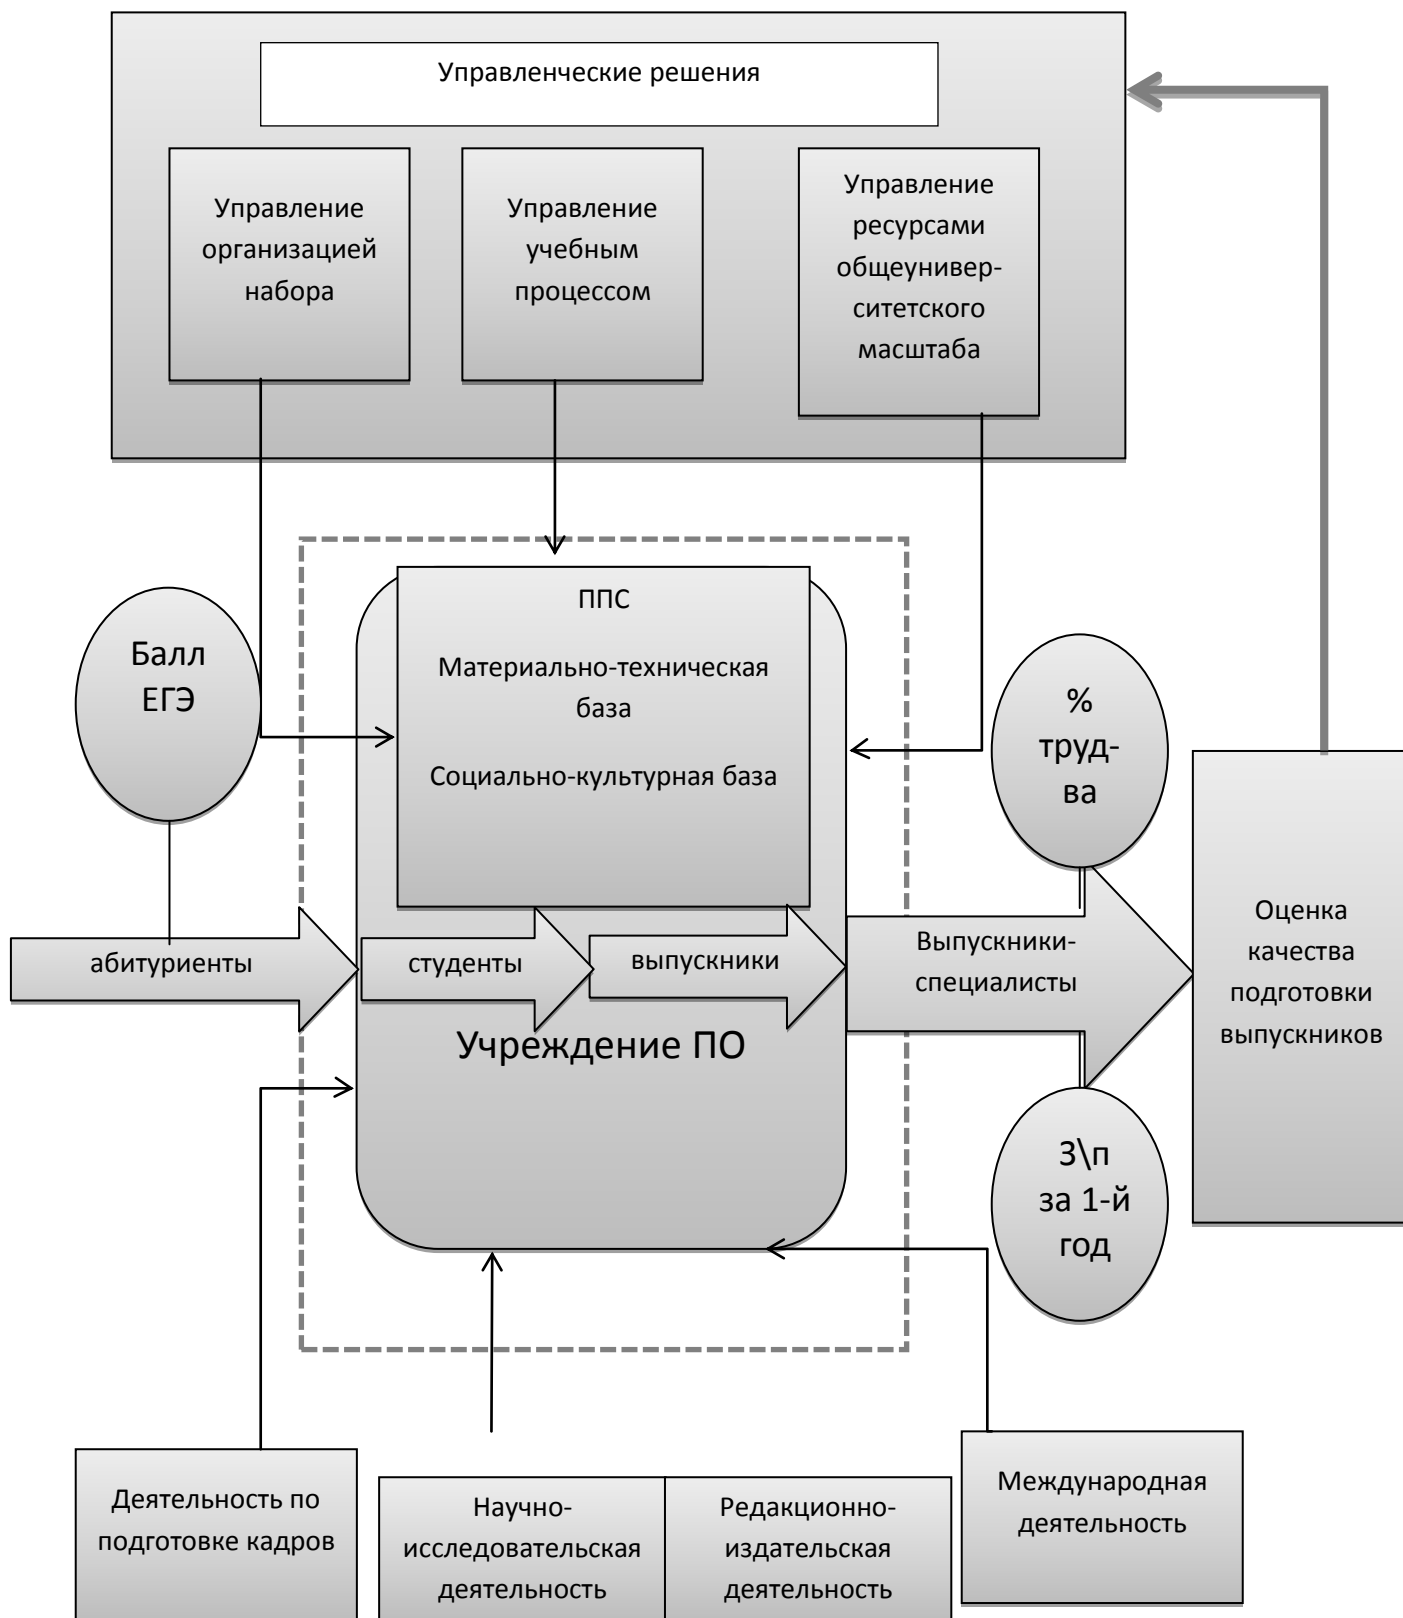 Управленческие решения
Управление
организацией
набора
Управление
учебным
процессом
Управление
ресурсами
общеунивер-
ситетского
масштаба
ППС
Материально-техническая
база
Социально-культурная база
Балл
ЕГЭ
%
труд-
ва
абитуриенты
студенты
выпускники
Выпускники-
специалисты
Оценка
качества
подготовки
выпускников
Учреждение ПО
З\п
за 1-й
год
Деятельность по
подготовке кадров
Научно-
исследовательская
деятельность
Редакционно-
издательская
деятельность
Международная
деятельность